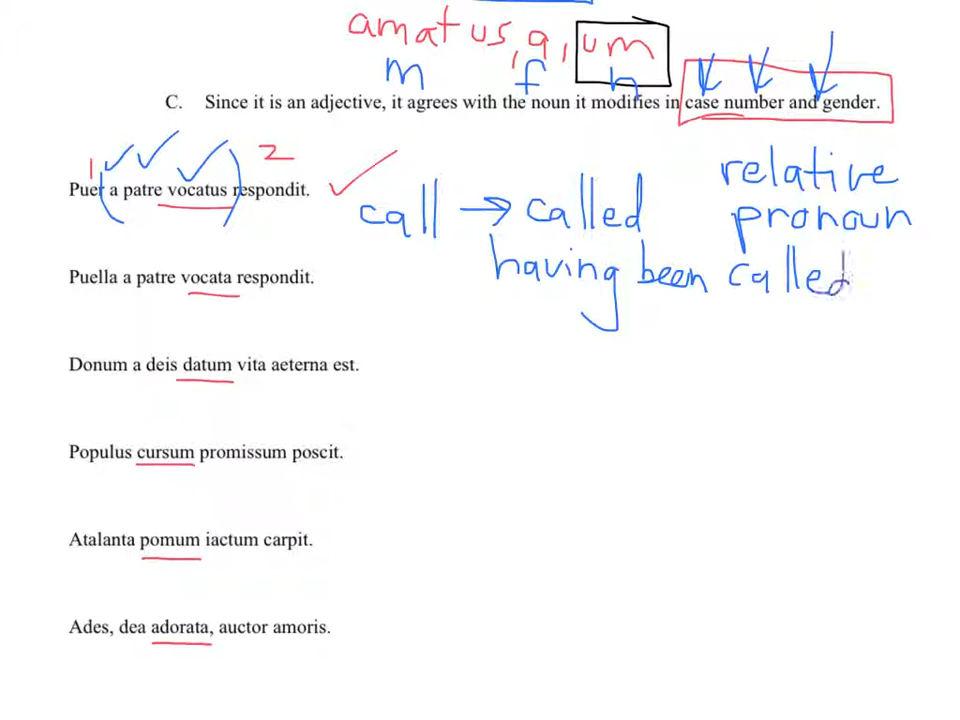 amatus, a, um
m f n
C. Since it is an adjective, it agrees with the noun it modifies in case number and gender.
1 2
Puer a patre vocatus respondit.
call → called
relative
pronoun
having been called
Puella a patre vocata respondit.
Donum a deis datum vita aeterna est.
Populus cursum promissum poscit.
Atalanta pomum iactum carpit.
Ades, dea adorata, auctor amoris.